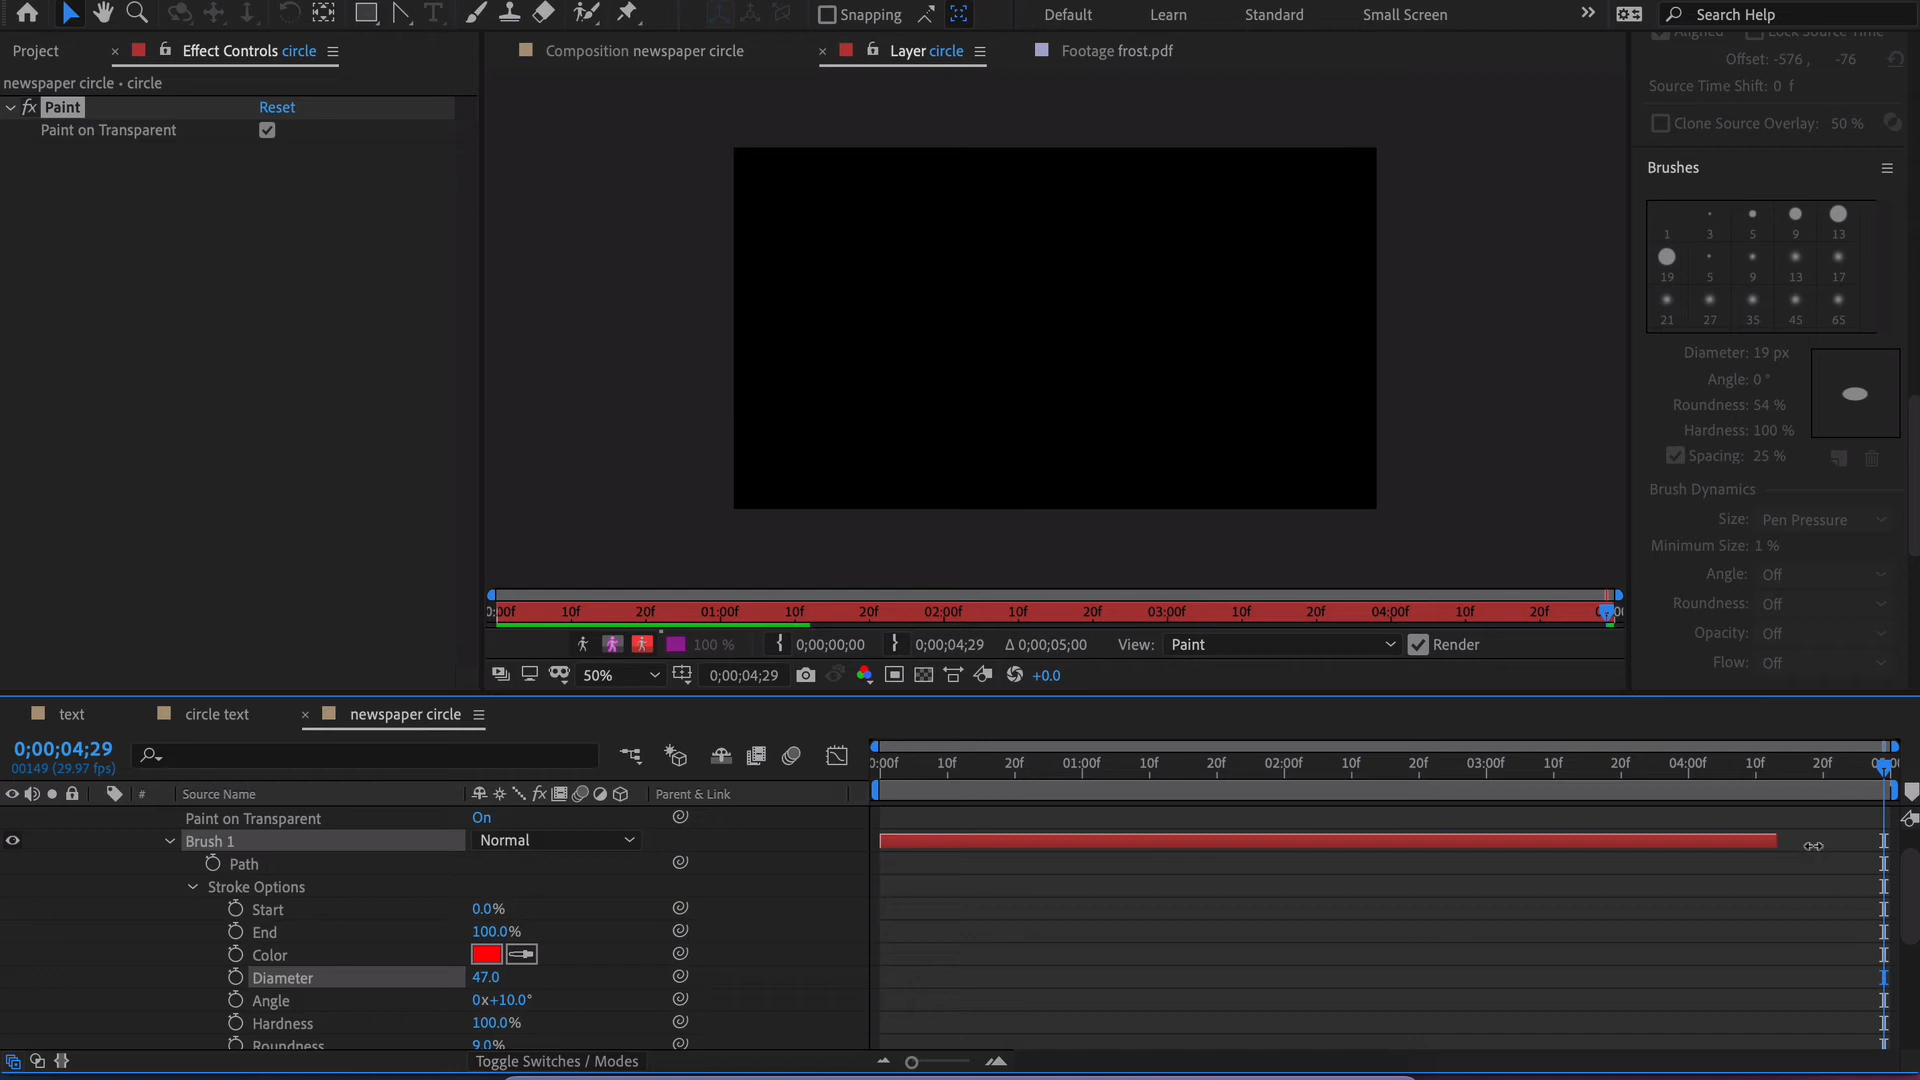 Snapping
Default
Learn
Standard
Small Screen
Search Help
Project
× Effect Controls circle
Composition newspaper circle
× Layer circle
Footage frost.pdf
Aligned Lock Source Time
Offset: -576 , -76
Source Time Shift: 0 f
Clone Source Overlay: 50 %
newspaper circle • circle
fx Paint Reset
Paint on Transparent
Brushes
1 3 5 9 13
19 5 9 13 17
21 27 35 45 65
Diameter: 19 px
Angle: 0 °
Roundness: 54 %
Hardness: 100 %
Spacing: 25 %
Brush Dynamics
Size: Pen Pressure
Minimum Size: 1 %
Angle: Off
Roundness: Off
Opacity: Off
Flow: Off
0:00f 10f 20f 01:00f 10f 20f 02:00f 10f 20f 03:00f 10f 20f 04:00f 10f 20f
100 % 0;00;00;00 0;00;04;29 Δ 0;00;05;00 View: Paint Render
50% 0;00;04;29 +0.0
text
circle text
× newspaper circle
0;00;04;29
00149 (29.97 fps)
:00f 10f 20f 01:00f 10f 20f 02:00f 10f 20f 03:00f 10f 20f 04:00f 10f 20f
# Source Name fx Parent & Link
Paint on Transparent On
Brush 1 Normal
Path
Stroke Options
Start 0.0%
End 100.0%
Color
Diameter 47.0
Angle 0x+10.0°
Hardness 100.0%
Roundness 9.0%
Toggle Switches / Modes